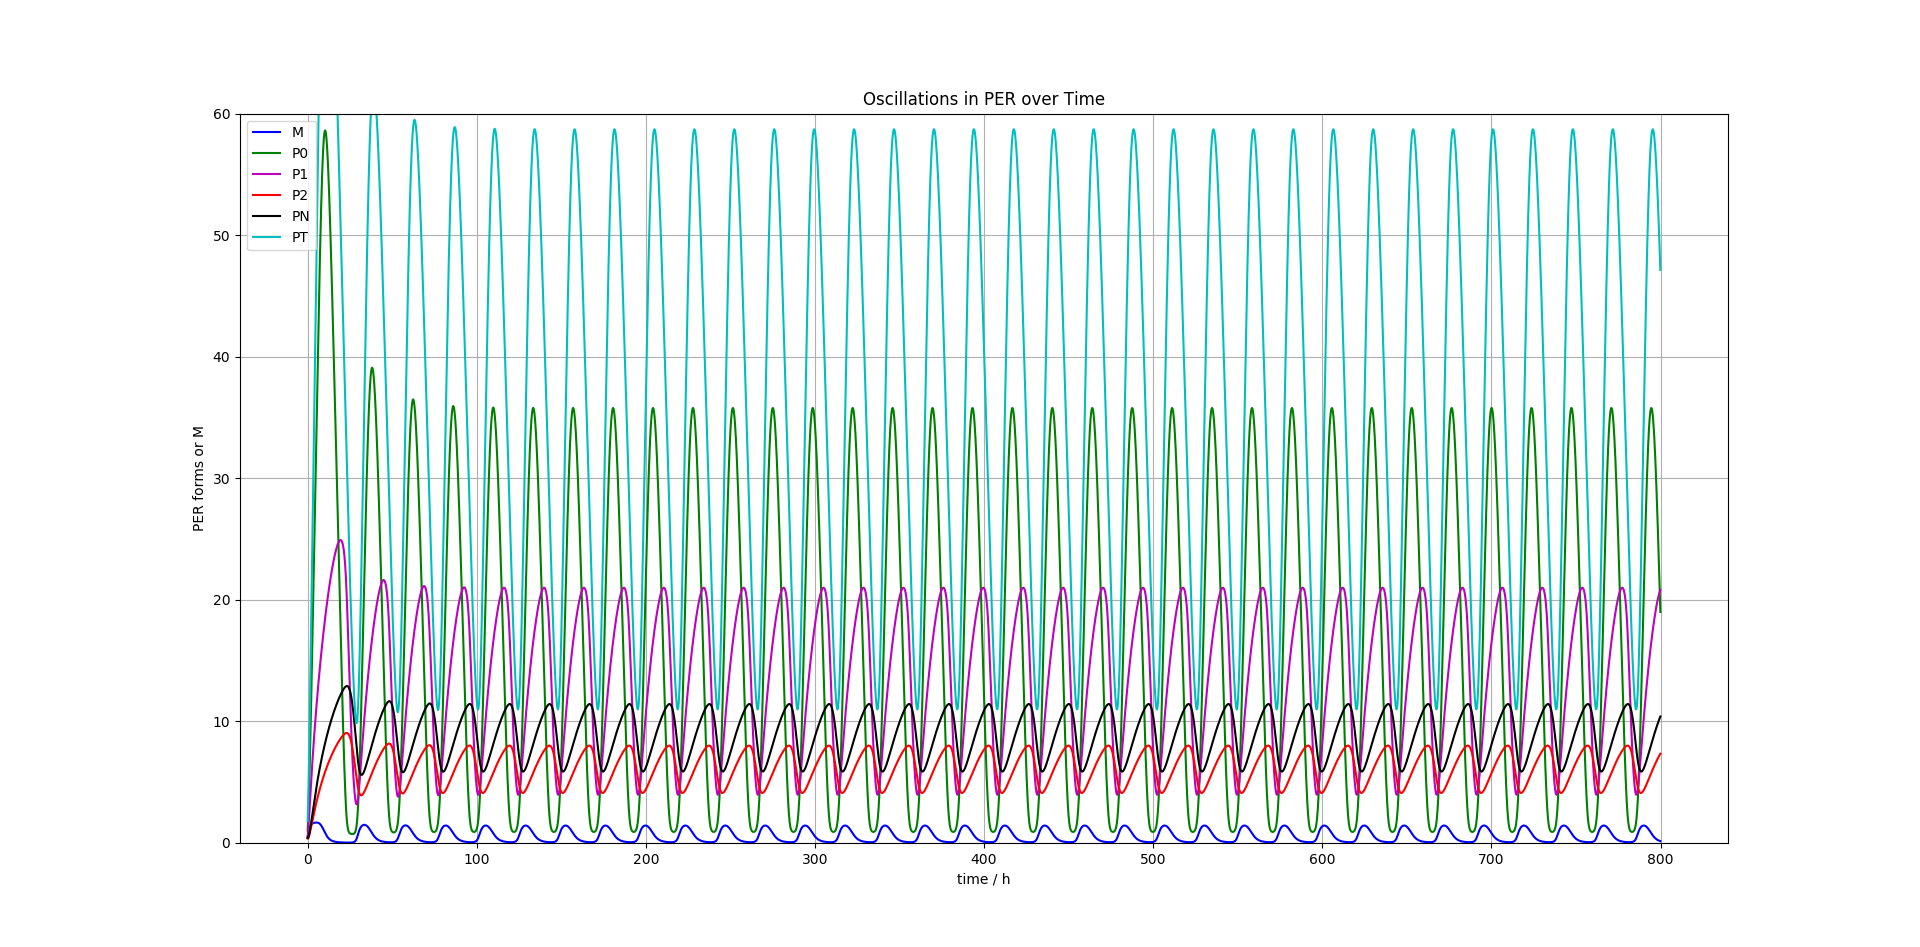 Oscillations in PER over Time
M
P0
P1
P2
PN
PT
60
50
40
30
20
10
0
PER forms or M
0 100 200 300 400 500 600 700 800
time / h